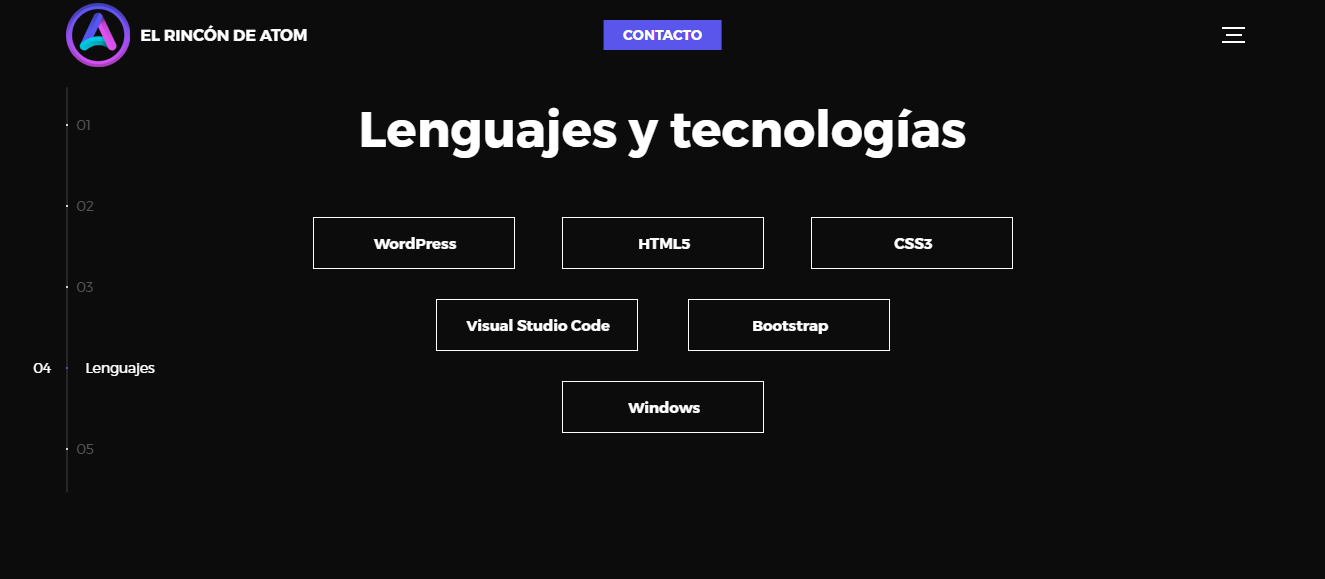 EL RINCÓN DE ATOM
CONTACTO
01
Lenguajes y tecnologías
02
WordPress
HTML5
CSS3
03
Visual Studio Code
Bootstrap
04 Lenguajes
Windows
05